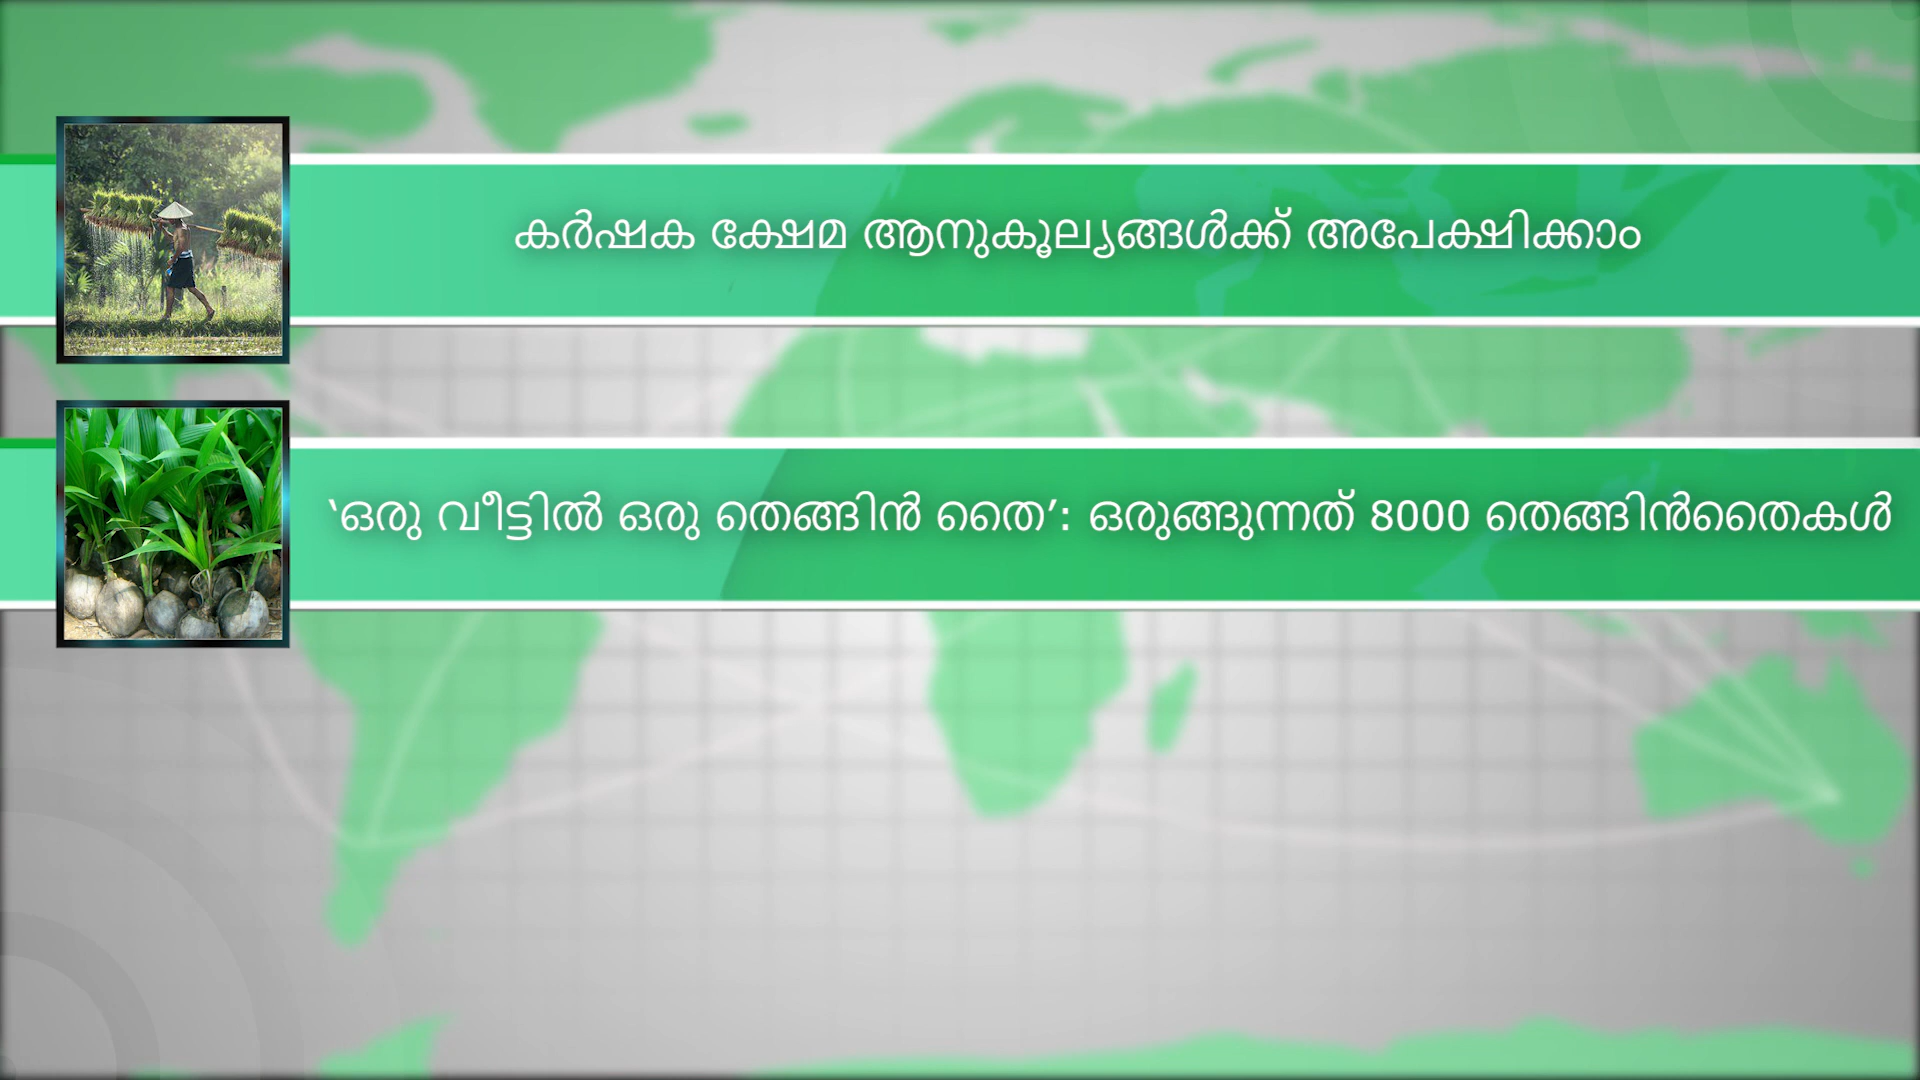 കർഷക ക്ഷേമ ആനുകൂല്യങ്ങൾക്ക് അപേക്ഷിക്കാം
‘ഒരു വീട്ടിൽ ഒരു തെങ്ങിൻ തൈ’: ഒരുങ്ങുന്നത് 8000 തെങ്ങിൻതൈകൾ